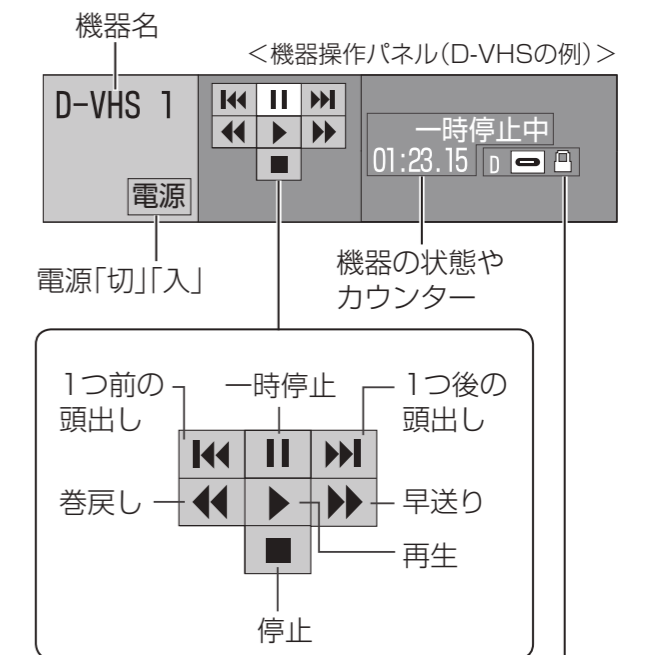 機器名
＜機器操作パネル(D-VHSの例)＞
D-VHS 1
一時停止中
01:23.15 D
電源
電源「切」「入」
機器の状態や
カウンター
1つ前の
頭出し
一時停止
1つ後の
頭出し
巻戻し
早送り
再生
停止